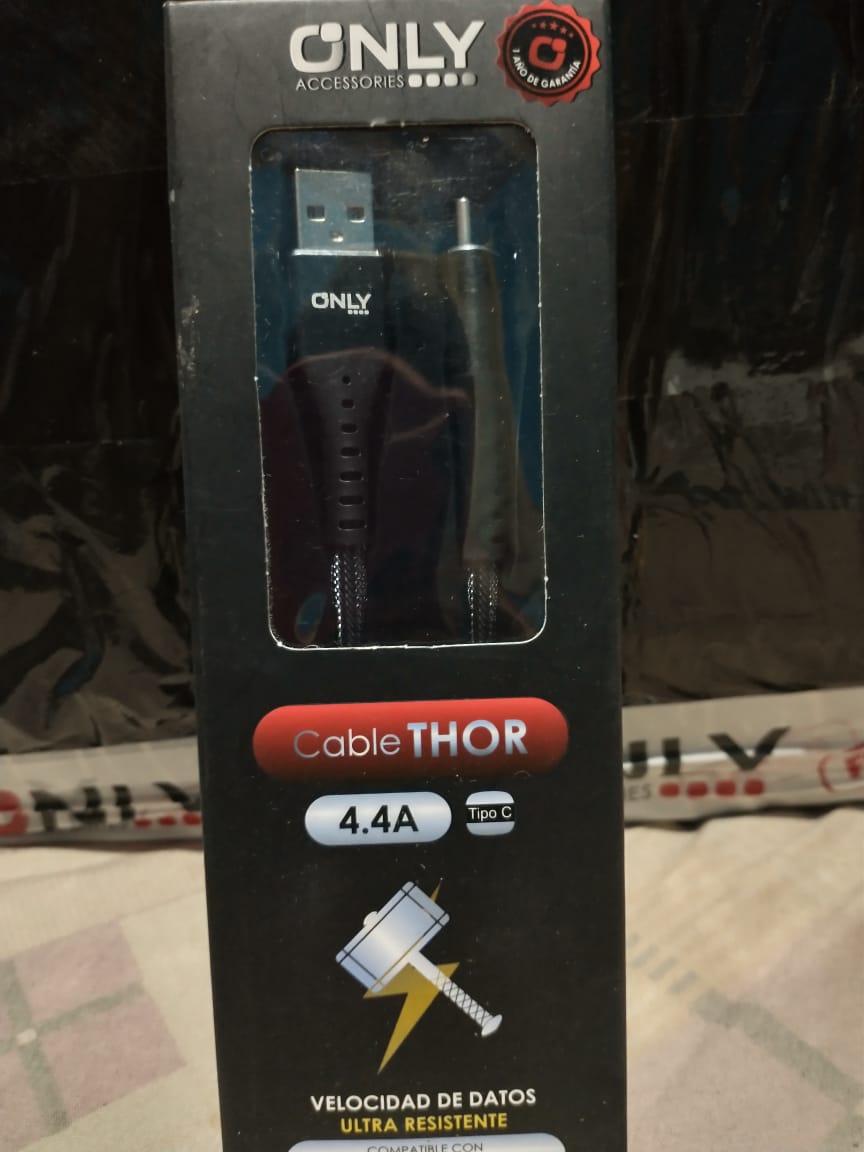 ONLY
ACCESSORIES
1 AÑO DE GARANTÍA
ONLY
Cable THOR
4.4A
Tipo C
VELOCIDAD DE DATOS
ULTRA RESISTENTE
COMPATIBLE CON
ONLY